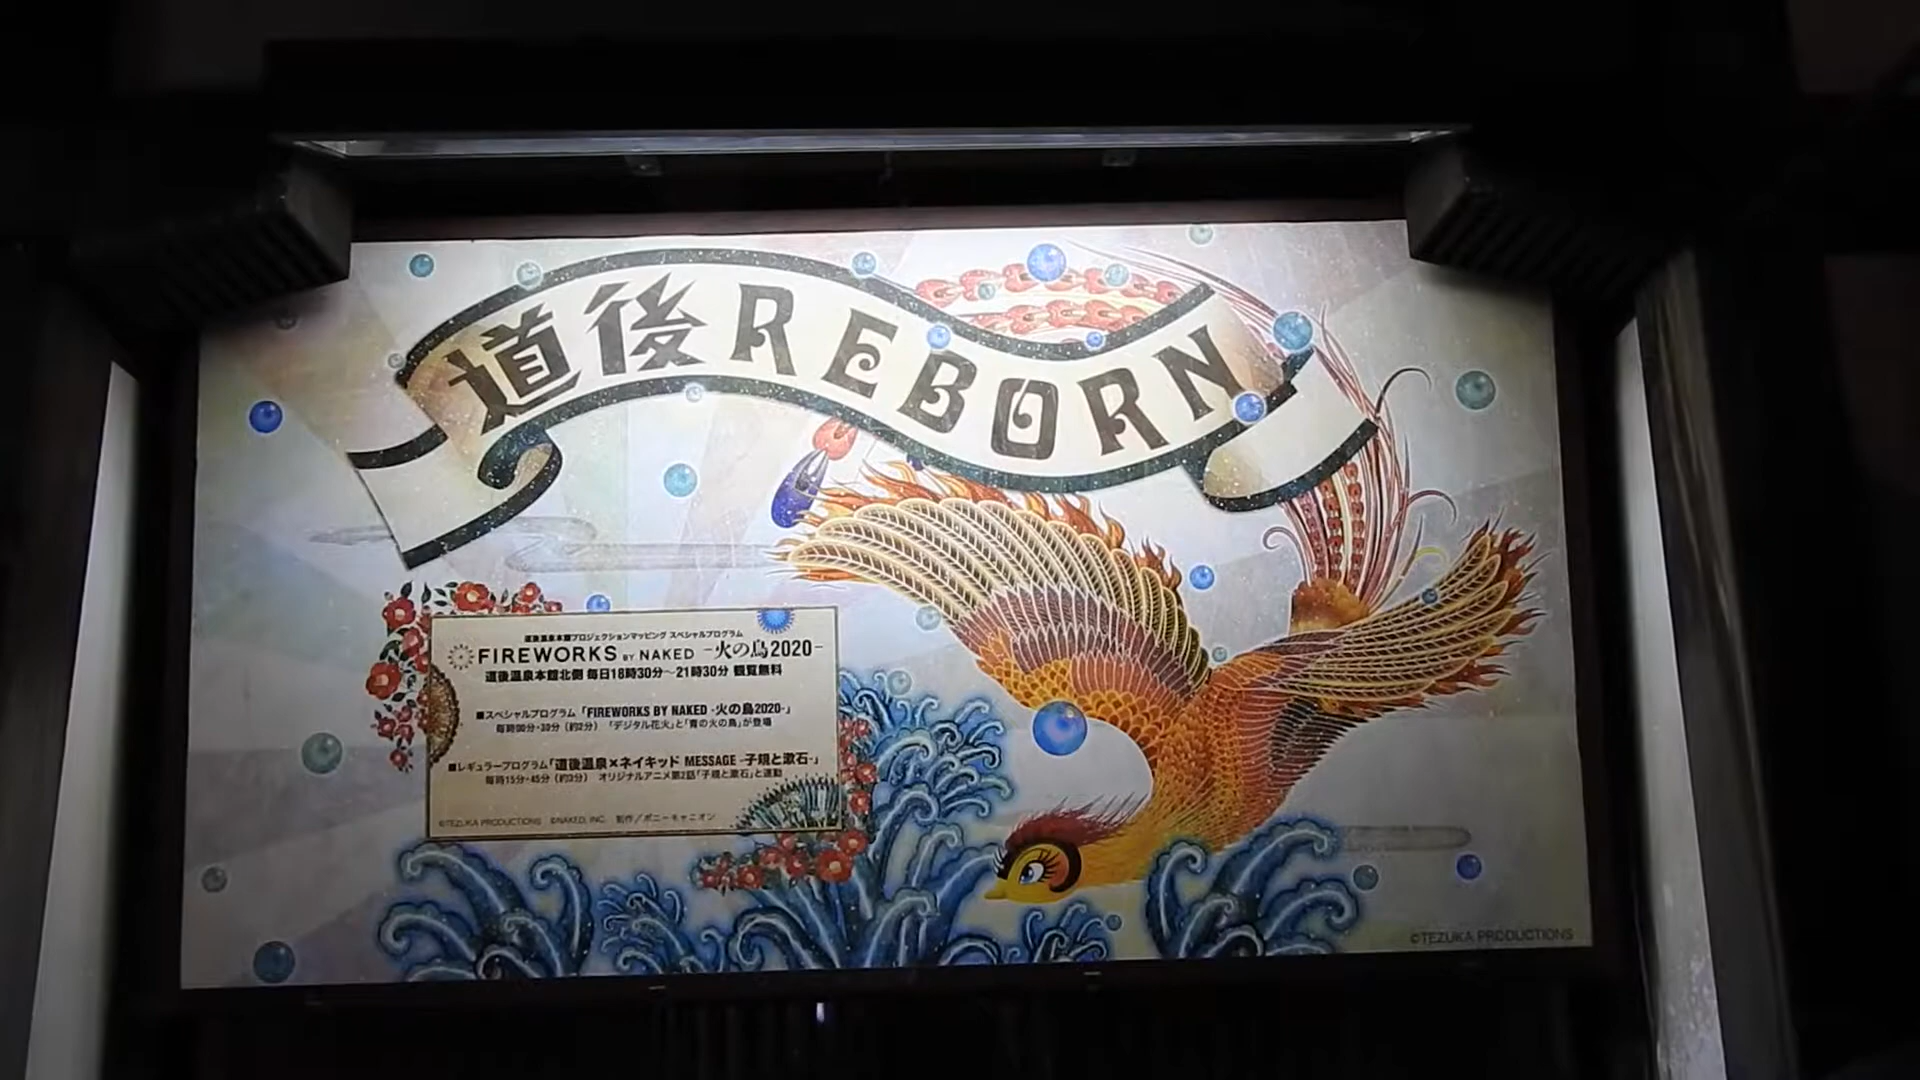 道後REBORN
道後温泉本館プロジェクションマッピング スペシャルプログラム
FIREWORKS BY NAKED -火の鳥2020-
道後温泉本館北側 毎日18時30分~21時30分 観覧無料
■スペシャルプログラム「FIREWORKS BY NAKED -火の鳥2020-」
毎時00分・30分(約2分) 「デジタル花火」と「青の火の鳥」が登場
■レギュラープログラム「道後温泉×ネイキッド MESSAGE -子規と漱石-」
毎時15分・45分(約3分) オリジナルアニメ第2話「子規と漱石」と連動
©TEZUKA PRODUCTIONS ©NAKED, INC. 制作/ポニーキャニオン
©TEZUKA PRODUCTIONS